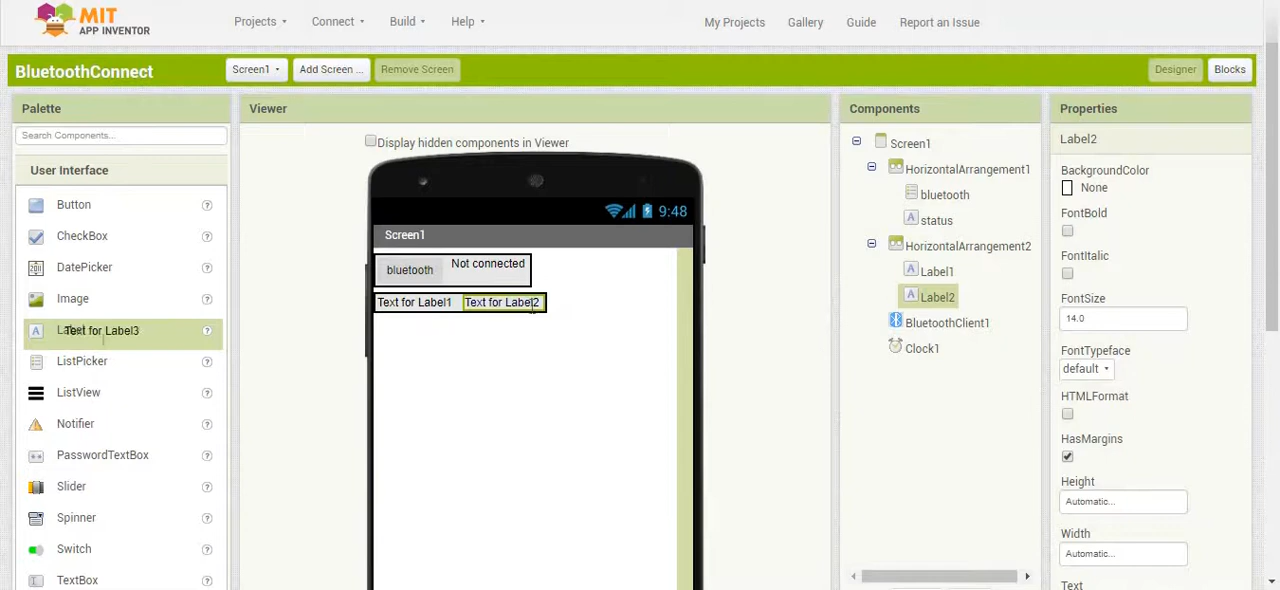 MIT
APP INVENTOR
Projects
Connect
Build
Help
My Projects
Gallery
Guide
Report an Issue
BluetoothConnect
Screen1
Add Screen ...
Remove Screen
Designer
Blocks
Palette
Search Components...
User Interface
Button
?
CheckBox
?
DatePicker
?
Image
?
Text for Label3
?
ListPicker
?
ListView
?
Notifier
?
PasswordTextBox
?
Slider
?
Spinner
?
Switch
?
TextBox
?
Viewer
Display hidden components in Viewer
9:48
Screen1
bluetooth
Not connected
Text for Label1
Text for Label2
Components
Screen1
HorizontalArrangement1
bluetooth
status
HorizontalArrangement2
Label1
Label2
BluetoothClient1
Clock1
Properties
Label2
BackgroundColor
None
FontBold
FontItalic
FontSize
14.0
FontTypeface
default
HTMLFormat
HasMargins
Height
Automatic...
Width
Automatic...
Text